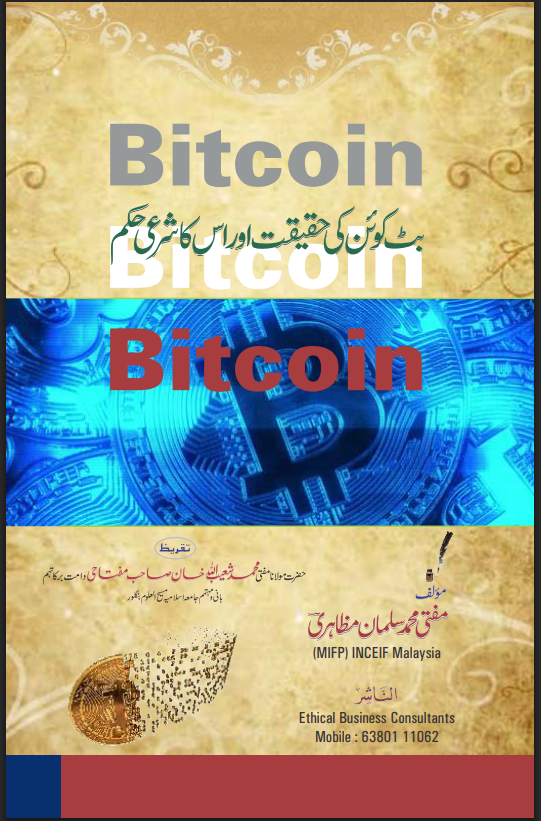 Bitcoin
بٹ کوئن کی حقیقت اور اس کا شرعی حکم
Bitcoin
Bitcoin
تقریظ
حضرت مولانا مفتی محمد شعیب اللہ خان صاحب مفتاحی دامت برکاتہم
بانی و مہتمم جامعہ اسلامیہ مسیح العلوم بنگلور
مؤلف
مفتی محمد سلمان مظاہری
(MIFP) INCEIF Malaysia
الناشر
Ethical Business Consultants
Mobile : 63801 11062